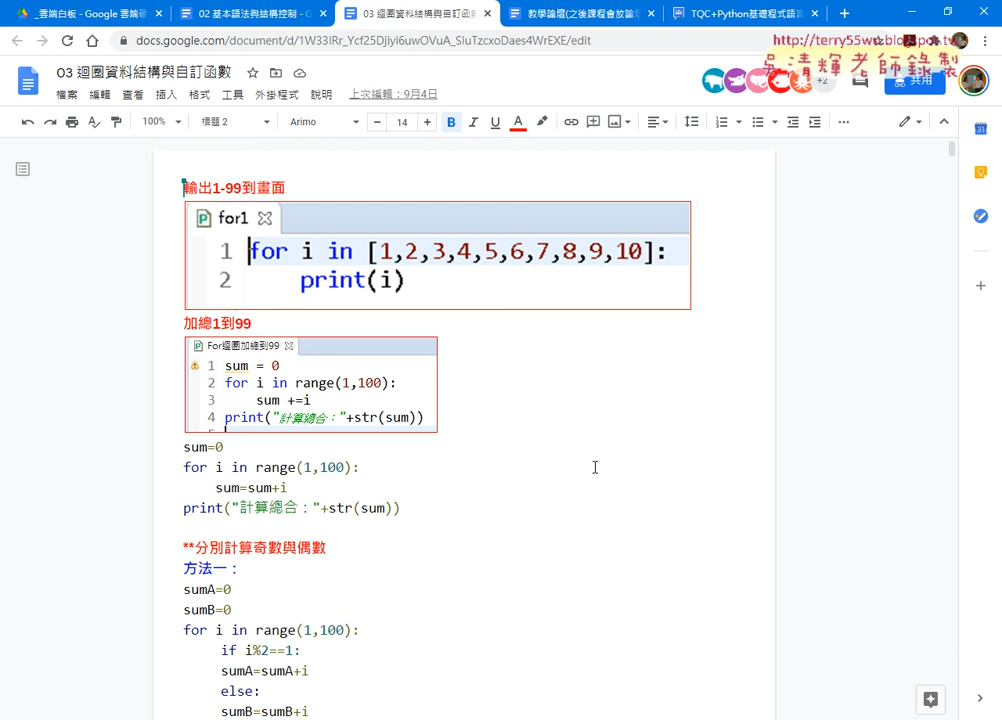 _雲端白板 - Google 雲端硬
02 基本語法與結構控制 - G
03 迴圈資料結構與自訂函數
教學論壇(之後課程會放論壇
TQC+Python基礎程式語言
docs.google.com/document/d/1W33lRr_Ycf25Djiyi6uwOVuA_SIuTzcxoDaes4WrEXE/edit
http://terry55wu.blogspot.tw
吳清輝老師錄製
03 迴圈資料結構與自訂函數
檔案 編輯 查看 插入 格式 工具 外掛程式 說明 上次編輯：9月4日
+2
共用
100% 標題 2 Arimo 14 B I U A
輸出1-99到畫面
for1
1 for i in [1,2,3,4,5,6,7,8,9,10]:
2 print(i)
加總1到99
For迴圈加總到99
1 sum = 0
2 for i in range(1,100):
3 sum +=i
4 print("計算總合："+str(sum))
sum=0
for i in range(1,100):
sum=sum+i
print("計算總合："+str(sum))
**分別計算奇數與偶數
方法一：
sumA=0
sumB=0
for i in range(1,100):
if i%2==1:
sumA=sumA+i
else:
sumB=sumB+i